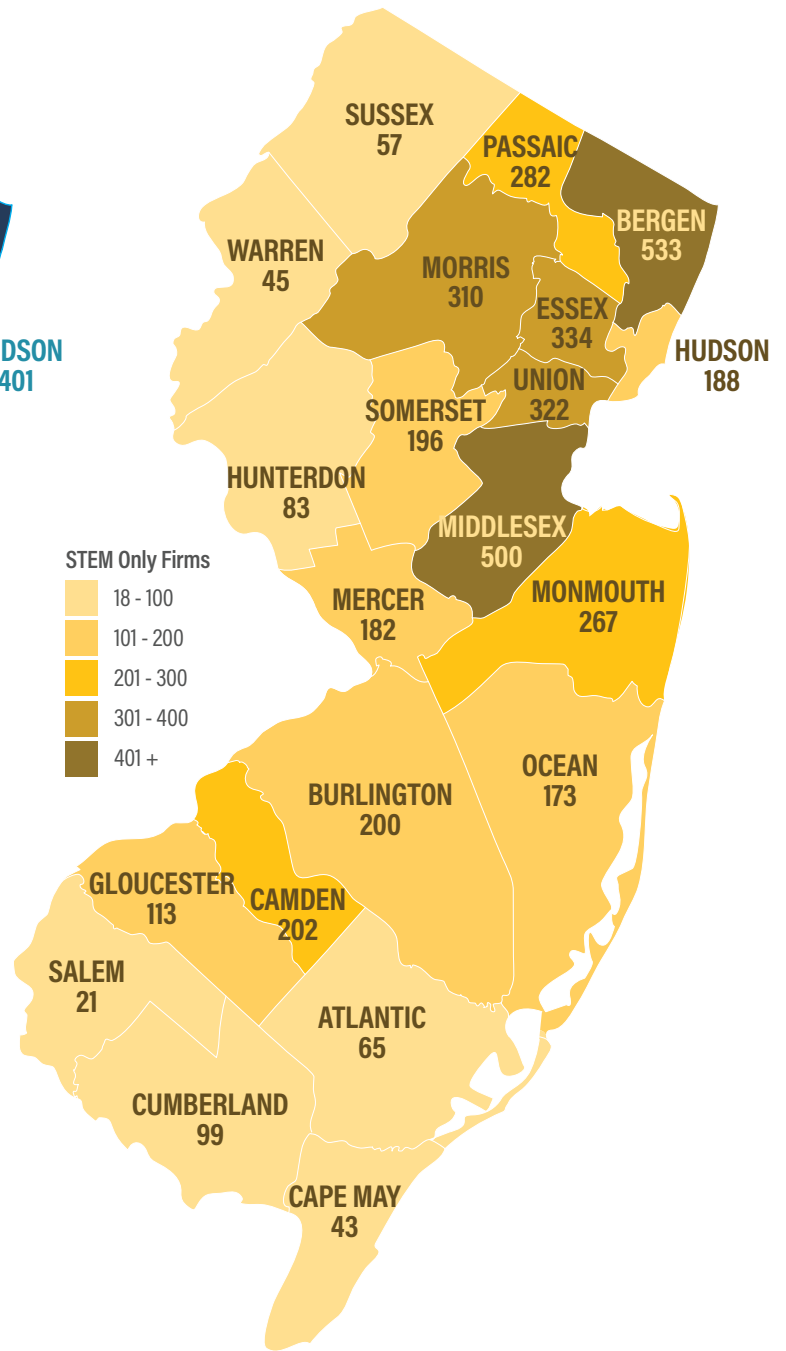 SUSSEX
57
PASSAIC
282
BERGEN
533
WARREN
45
MORRIS
310
ESSEX
334
DSON
401
HUDSON
188
UNION
322
SOMERSET
196
HUNTERDON
83
MIDDLESEX
500
STEM Only Firms
18 - 100
101 - 200
201 - 300
301 - 400
401 +
MERCER
182
MONMOUTH
267
OCEAN
173
BURLINGTON
200
GLOUCESTER
113
CAMDEN
202
SALEM
21
ATLANTIC
65
CUMBERLAND
99
CAPE MAY
43